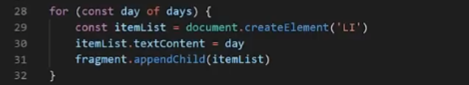 28 for (const day of days) {
29 const itemList = document.createElement('LI')
30 itemList.textContent = day
31 fragment.appendChild(itemList)
32 }